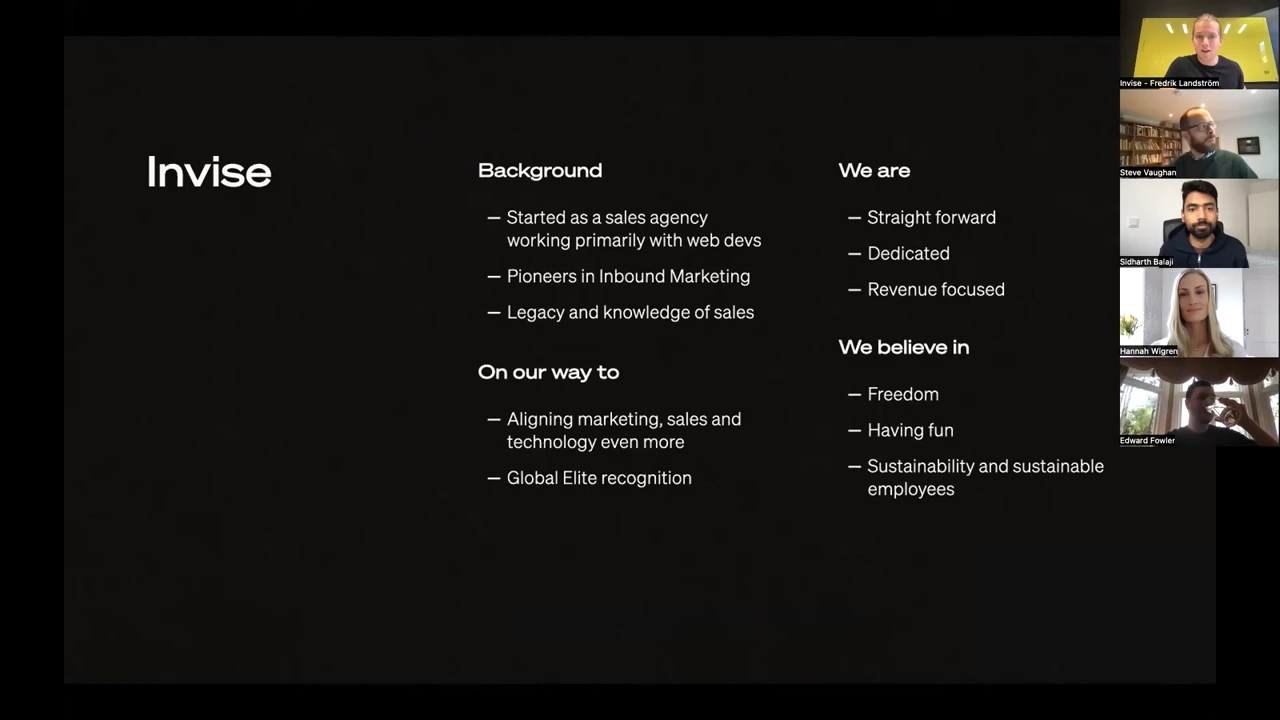 Invise
Background
— Started as a sales agency
working primarily with web devs
— Pioneers in Inbound Marketing
— Legacy and knowledge of sales
On our way to
— Aligning marketing, sales and
technology even more
— Global Elite recognition
We are
— Straight forward
— Dedicated
— Revenue focused
We believe in
— Freedom
— Having fun
— Sustainability and sustainable
employees
Invise - Fredrik Landström
Steve Vaughan
Sidharth Balaji
Hannah Wigren
Edward Fowler